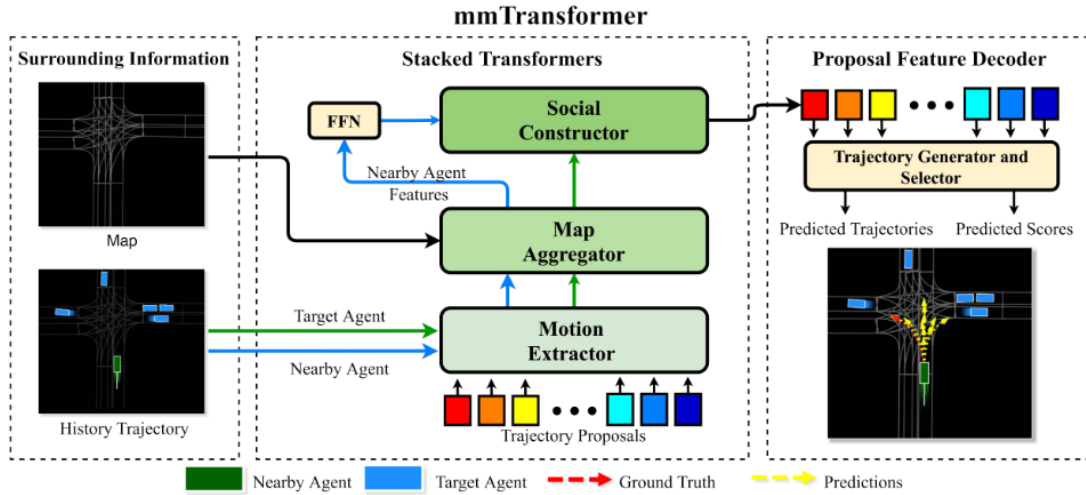 mmTransformer
Surrounding Information
Map
History Trajectory
Stacked Transformers
FFN
Social
Constructor
Nearby Agent
Features
Map
Aggregator
Target Agent
Nearby Agent
Motion
Extractor
Trajectory Proposals
Proposal Feature Decoder
Trajectory Generator and
Selector
Predicted Trajectories
Predicted Scores
Nearby Agent
Target Agent
Ground Truth
Predictions